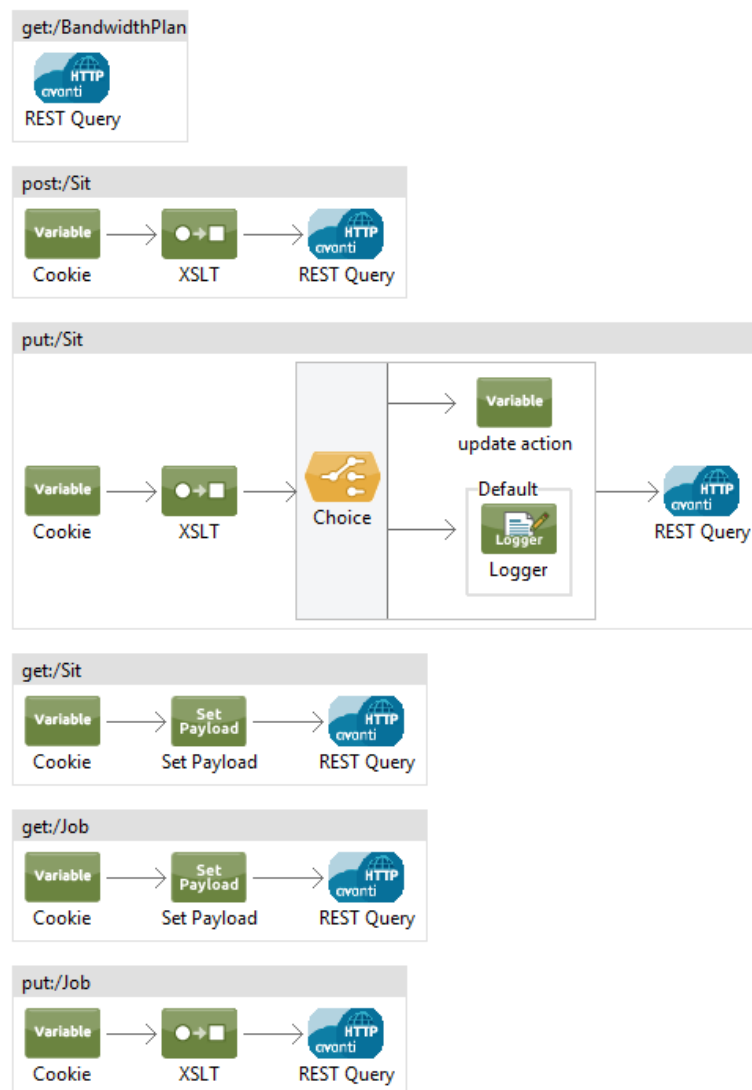 get:/BandwidthPlan
HTTP
avanti
REST Query
post:/Sit
Variable
HTTP
avanti
Cookie
XSLT
REST Query
put:/Sit
Variable
update action
Default
Variable
HTTP
avanti
Logger
Cookie
XSLT
Choice
REST Query
Logger
get:/Sit
Variable
Set
Payload
HTTP
avanti
Cookie
Set Payload
REST Query
get:/Job
Variable
Set
Payload
HTTP
avanti
Cookie
Set Payload
REST Query
put:/Job
Variable
HTTP
avanti
Cookie
XSLT
REST Query